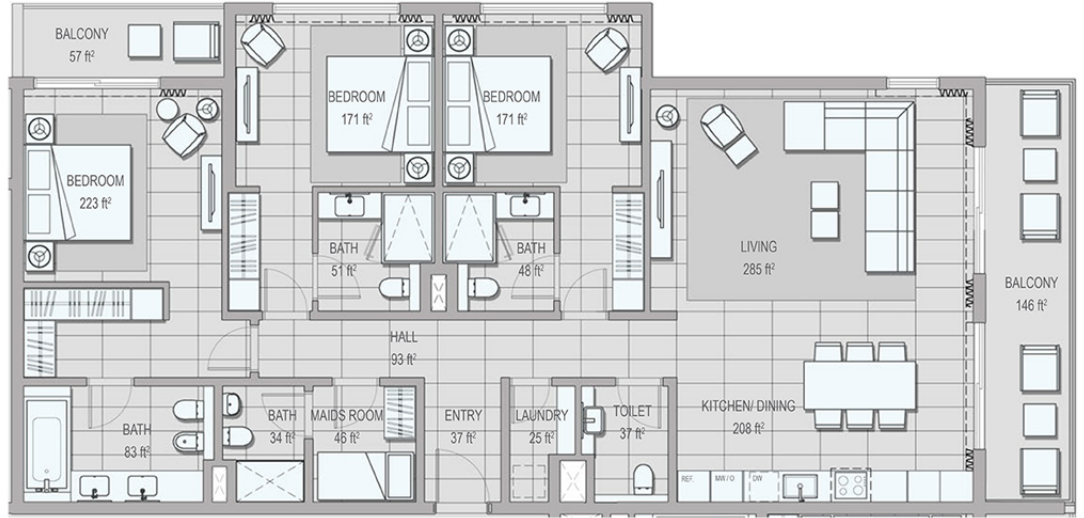 BALCONY
57 ft²
BEDROOM
171 ft²
BEDROOM
171 ft²
BEDROOM
223 ft²
BATH
51 ft²
BATH
48 ft²
LIVING
285 ft²
BALCONY
146 ft²
HALL
93 ft²
BATH
83 ft²
BATH
34 ft²
MAIDS ROOM
46 ft²
ENTRY
37 ft²
LAUNDRY
25 ft²
TOILET
37 ft²
KITCHEN/ DINING
208 ft²
REF.
MW / O
DW